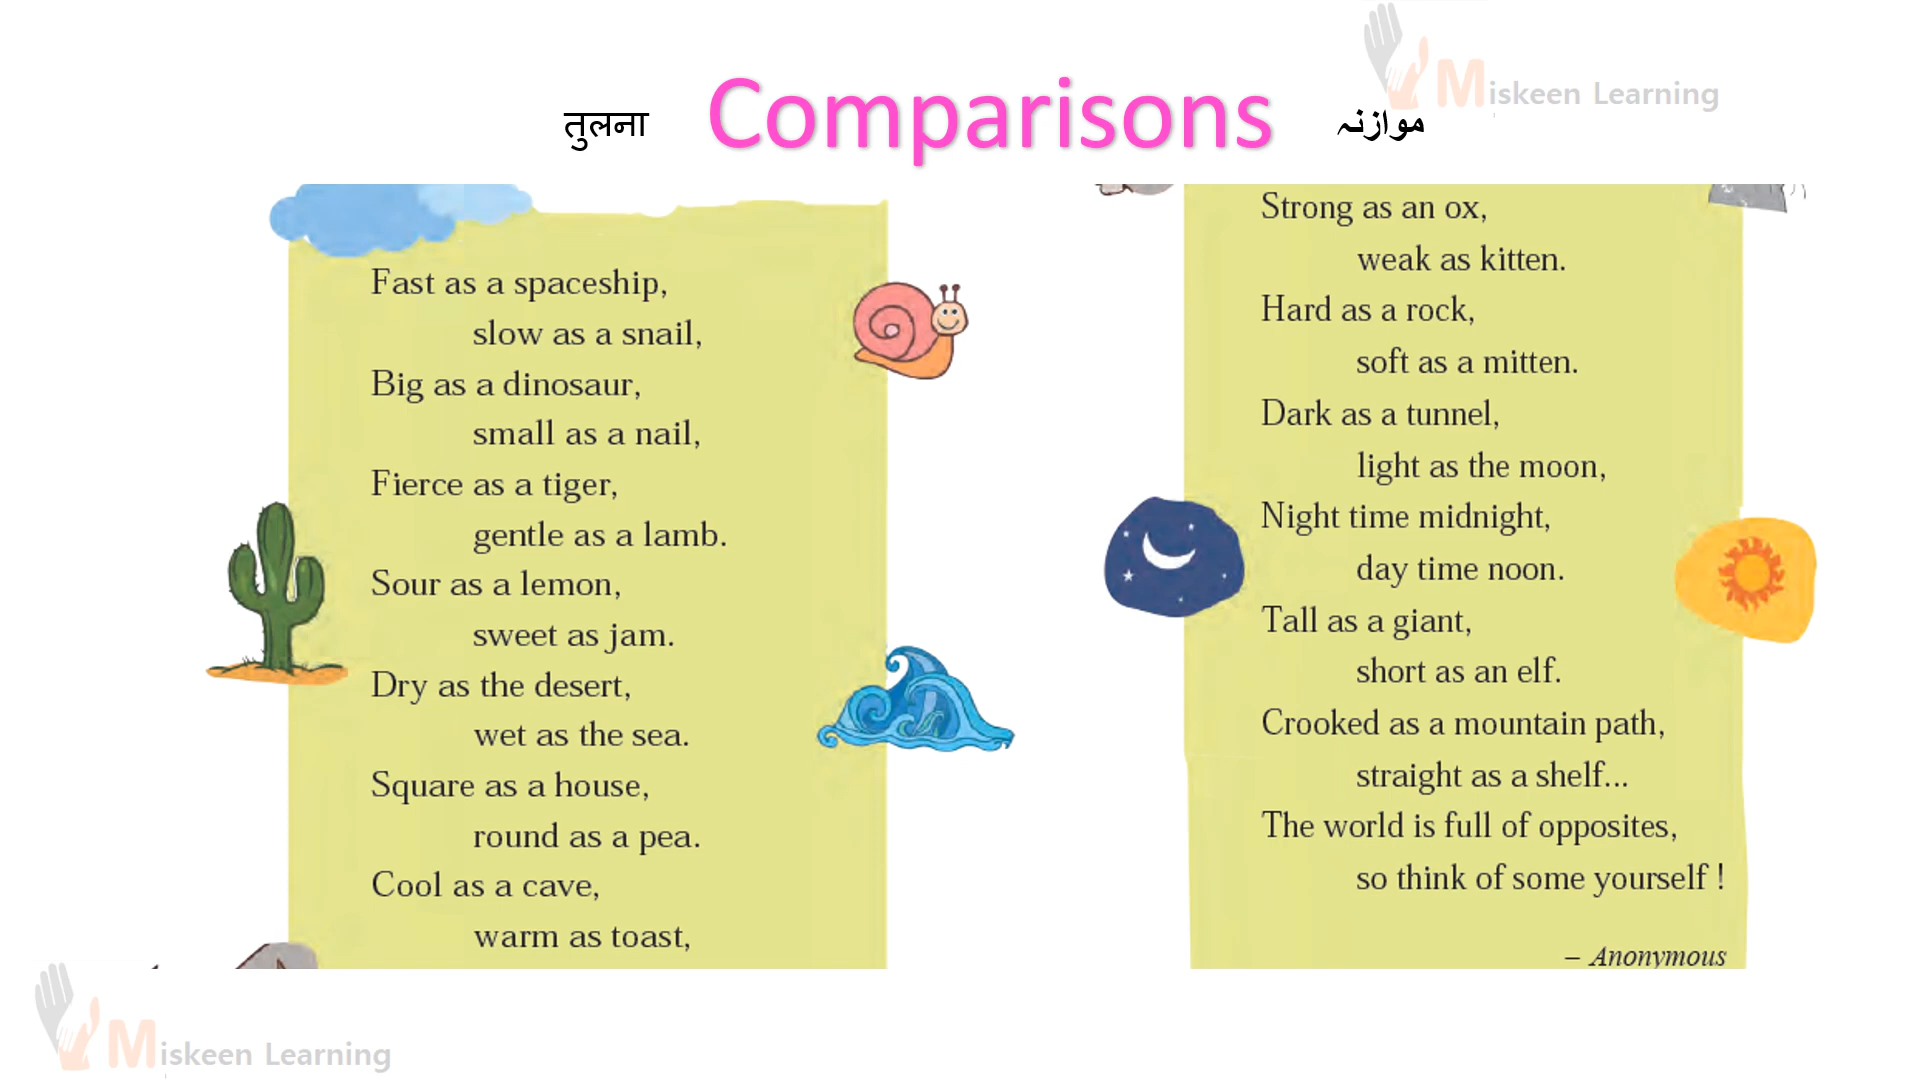 Miskeen Learning
तुलना Comparisons موازنہ
Fast as a spaceship,
slow as a snail,
Big as a dinosaur,
small as a nail,
Fierce as a tiger,
gentle as a lamb.
Sour as a lemon,
sweet as jam.
Dry as the desert,
wet as the sea.
Square as a house,
round as a pea.
Cool as a cave,
warm as toast,
Strong as an ox,
weak as kitten.
Hard as a rock,
soft as a mitten.
Dark as a tunnel,
light as the moon,
Night time midnight,
day time noon.
Tall as a giant,
short as an elf.
Crooked as a mountain path,
straight as a shelf...
The world is full of opposites,
so think of some yourself !
– Anonymous
Miskeen Learning